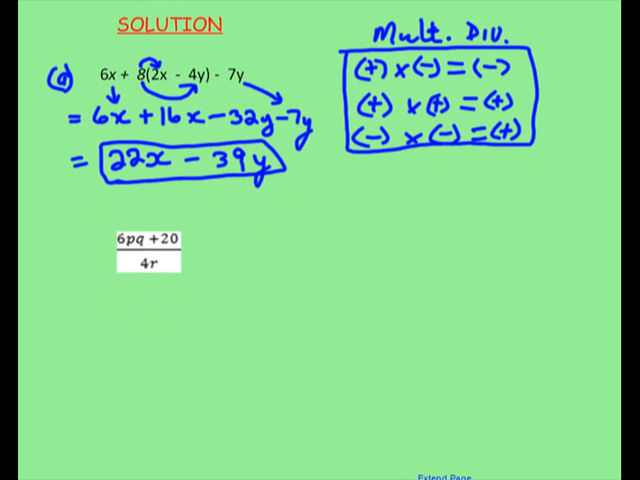 SOLUTION
Mult. Div.
(a) 6x + 8(2x - 4y) - 7y
= 6x + 16x - 32y - 7y
= 22x - 39y
(+) x (-) = (-)
(+) x (+) = (+)
(-) x (-) = (+)
6pq + 20
4r
Extend Page